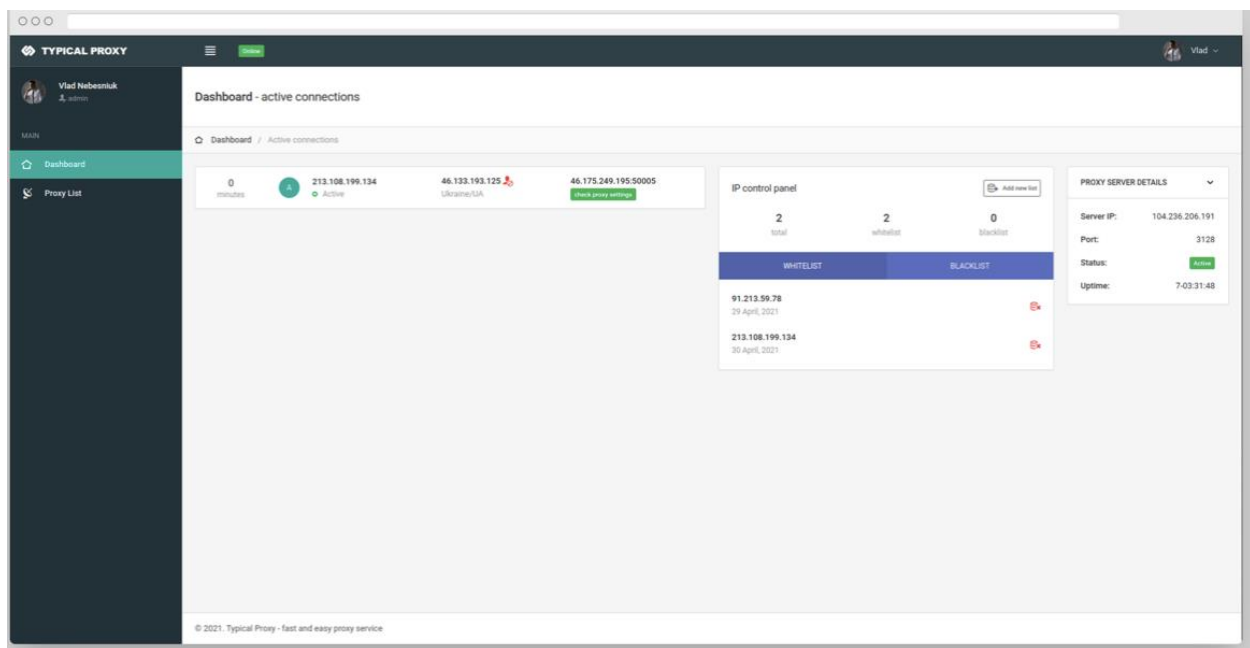 TYPICAL PROXY
Online
Vlad
Vlad Nebesniuk
admin
MAIN
Dashboard
Proxy List
Dashboard - active connections
Dashboard / Active connections
0
minutes
A
213.108.199.134
Active
46.133.193.125
Ukraine/UA
46.175.249.195:50005
check proxy settings
IP control panel
Add new list
2
total
2
whitelist
0
blacklist
WHITELIST
BLACKLIST
91.213.59.78
29 April, 2021
213.108.199.134
30 April, 2021
PROXY SERVER DETAILS
Server IP: 104.236.206.191
Port: 3128
Status: Active
Uptime: 7-03:31:48
© 2021. Typical Proxy - fast and easy proxy service